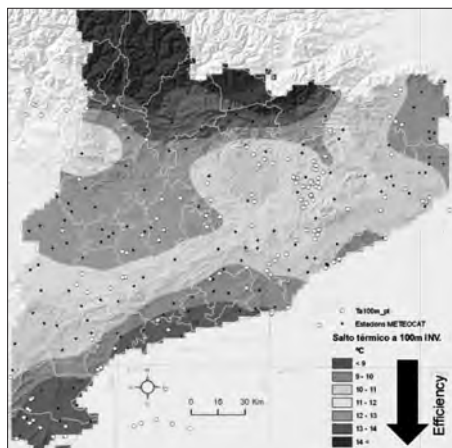 Ta100m_pt
Estacions METEOCAT
Salto térmico a 100m INV.
ºC
< 9
9 - 10
10 - 11
11 - 12
12 - 13
13 - 14
14 <
Efficiency
0
15
30 Km